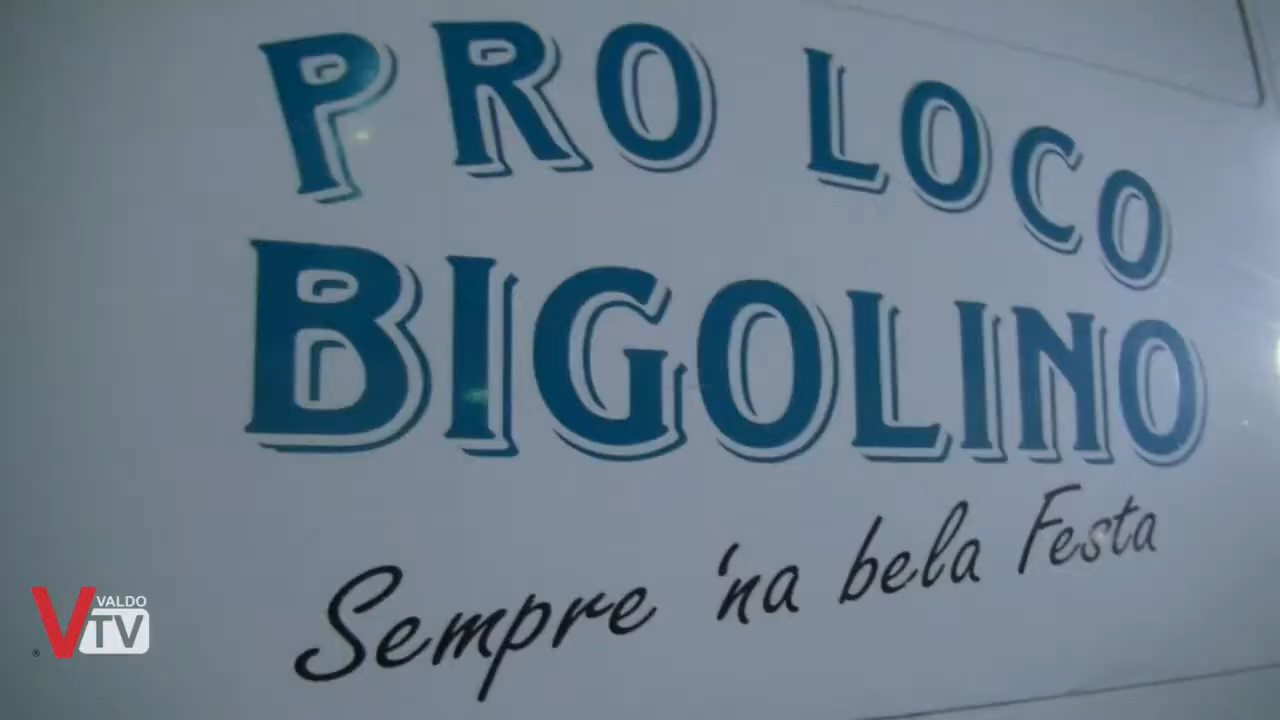 PRO LOCO
BIGOLINO
Sempre 'na bela Festa
VALDO
VTV
®